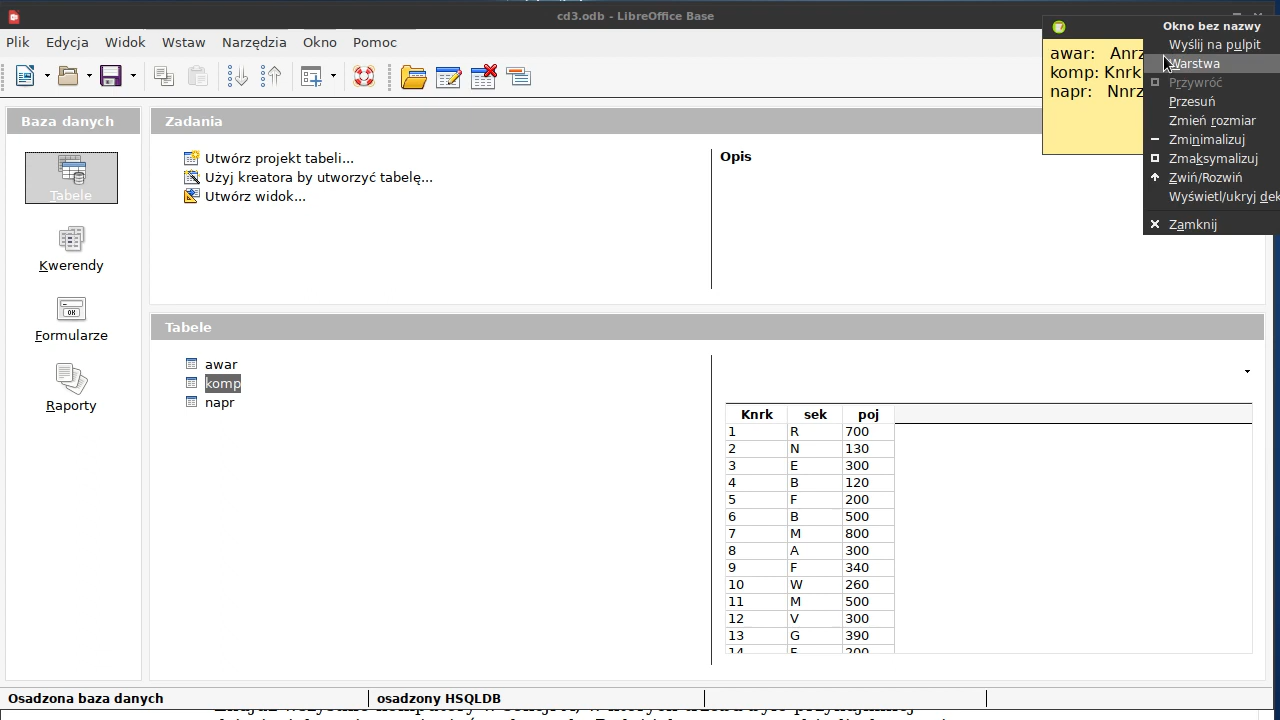 cd3.odb - LibreOffice Base
Plik Edycja Widok Wstaw Narzędzia Okno Pomoc
Okno bez nazwy
awar: Anrz
komp: Knrk
napr: Nnrz
Wyślij na pulpit
Warstwa
Przywróć
Przesuń
Zmień rozmiar
Zminimalizuj
Zmaksymalizuj
Zwiń/Rozwiń
Wyświetl/ukryj dek
Zamknij
Baza danych
Tabele
Kwerendy
Formularze
Raporty
Zadania
Utwórz projekt tabeli...
Użyj kreatora by utworzyć tabelę...
Utwórz widok...
Opis
Tabele
awar
komp
napr
Knrk sek poj
1 R 700
2 N 130
3 E 300
4 B 120
5 F 200
6 B 500
7 M 800
8 A 300
9 F 340
10 W 260
11 M 500
12 V 300
13 G 390
Osadzona baza danych osadzony HSQLDB